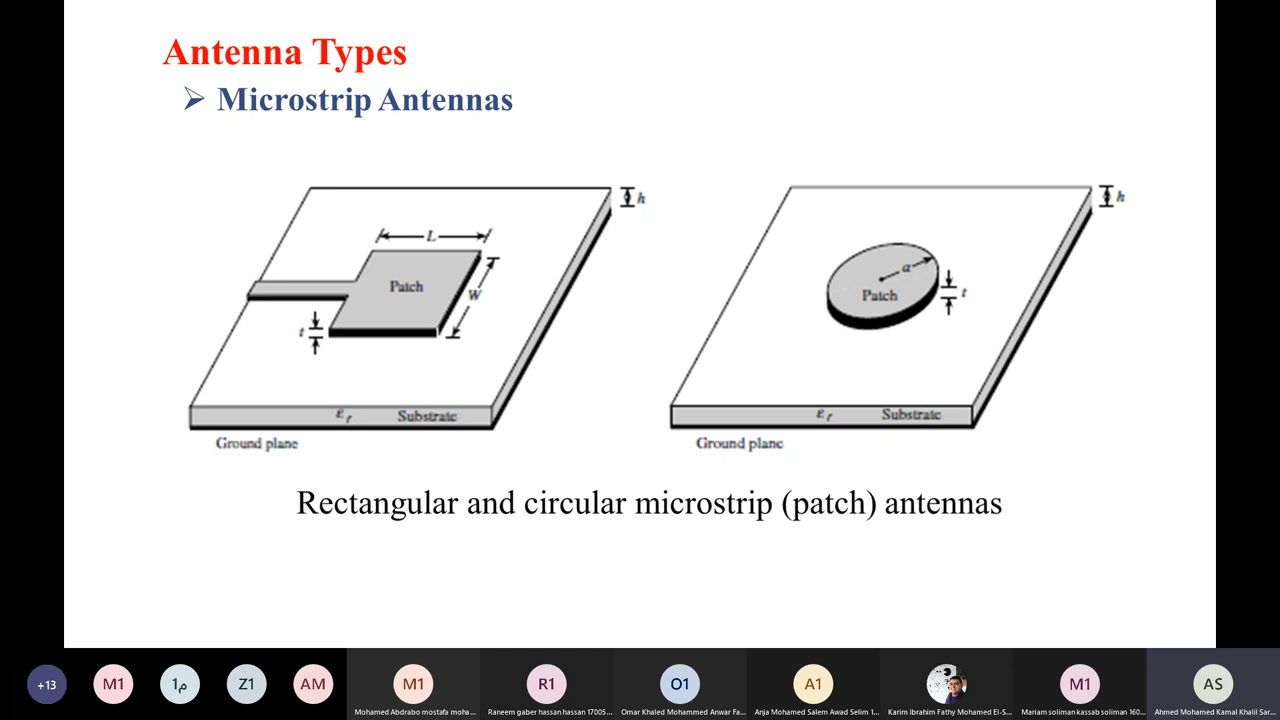 Antenna Types
➢ Microstrip Antennas
h
L
Patch
W
t
εr Substrate
Ground plane
h
a
Patch
t
εr Substrate
Ground plane
Rectangular and circular microstrip (patch) antennas
+13
M1
م1
Z1
AM
M1
R1
O1
A1
M1
AS
Mohamed Abdrabo mostafa moha...
Raneem gaber hassan hassan 17005...
Omar Khaled Mohammed Anwar Fa...
Anja Mohamed Salem Awad Selim 1...
Karim Ibrahim Fathy Mohamed El-S...
Mariam soliman kassab soliman 160...
Ahmed Mohamed Kamal Khalil Sar...